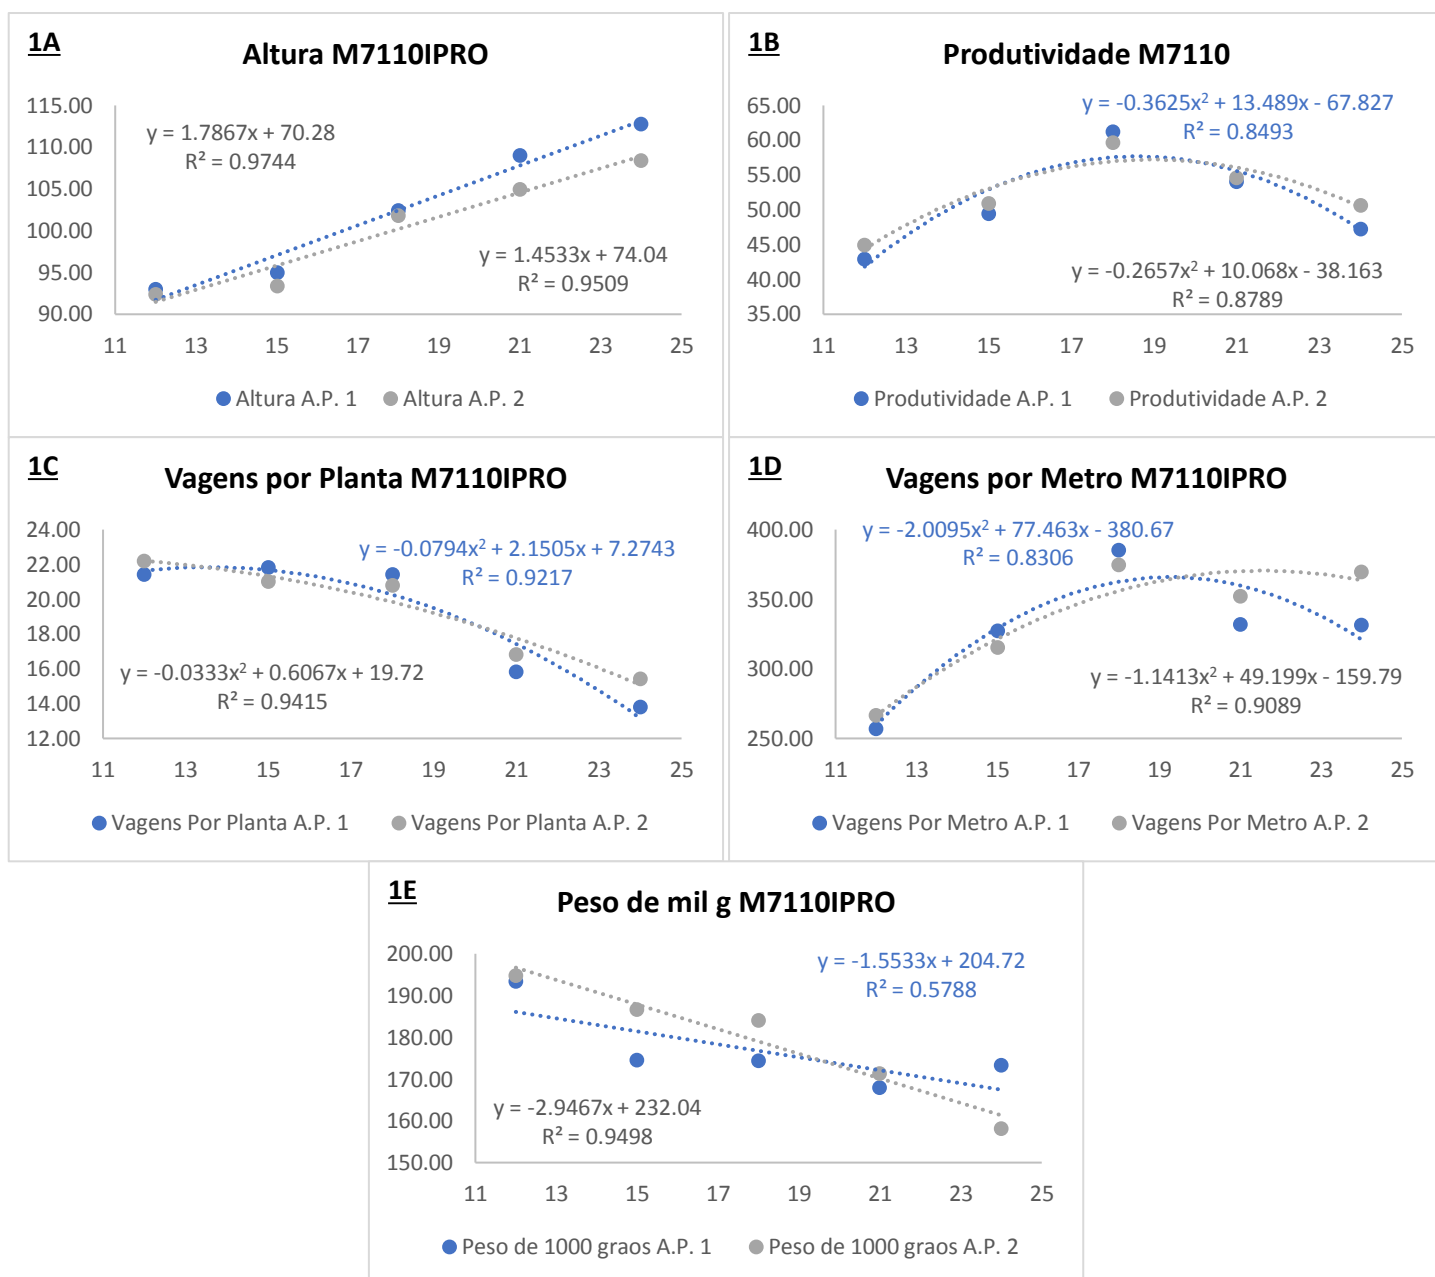 1A
Altura M7110IPRO
115.00
110.00
105.00
100.00
95.00
90.00
y = 1.7867x + 70.28
R² = 0.9744
y = 1.4533x + 74.04
R² = 0.9509
11 13 15 17 19 21 23 25
Altura A.P. 1 Altura A.P. 2
1B
Produtividade M7110
65.00
60.00
55.00
50.00
45.00
40.00
35.00
y = -0.3625x² + 13.489x - 67.827
R² = 0.8493
y = -0.2657x² + 10.068x - 38.163
R² = 0.8789
11 13 15 17 19 21 23 25
Produtividade A.P. 1 Produtividade A.P. 2
1C
Vagens por Planta M7110IPRO
24.00
22.00
20.00
18.00
16.00
14.00
12.00
y = -0.0794x² + 2.1505x + 7.2743
R² = 0.9217
y = -0.0333x² + 0.6067x + 19.72
R² = 0.9415
11 13 15 17 19 21 23 25
Vagens Por Planta A.P. 1 Vagens Por Planta A.P. 2
1D
Vagens por Metro M7110IPRO
400.00
350.00
300.00
250.00
y = -2.0095x² + 77.463x - 380.67
R² = 0.8306
y = -1.1413x² + 49.199x - 159.79
R² = 0.9089
11 13 15 17 19 21 23 25
Vagens Por Metro A.P. 1 Vagens Por Metro A.P. 2
1E
Peso de mil g M7110IPRO
200.00
190.00
180.00
170.00
160.00
150.00
y = -1.5533x + 204.72
R² = 0.5788
y = -2.9467x + 232.04
R² = 0.9498
11 13 15 17 19 21 23 25
Peso de 1000 graos A.P. 1 Peso de 1000 graos A.P. 2